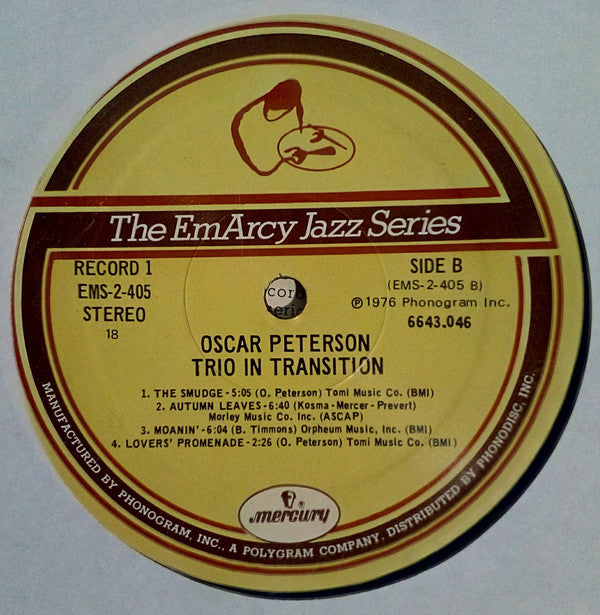 The EmArcy Jazz Series
RECORD 1
EMS-2-405
STEREO
18
SIDE B
(EMS-2-405 B)
℗ 1976 Phonogram Inc.
6643.046
OSCAR PETERSON
TRIO IN TRANSITION
1. THE SMUDGE - 5:05 (O. Peterson) Tomi Music Co. (BMI)
2. AUTUMN LEAVES - 6:40 (Kosma - Mercer - Prevert)
Morley Music Co. Inc. (ASCAP)
3. MOANIN' - 6:04 (B. Timmons) Orpheum Music, Inc. (BMI)
4. LOVERS' PROMENADE - 2:26 (O. Peterson) Tomi Music Co. (BMI)
mercury
MANUFACTURED BY PHONOGRAM, INC., A POLYGRAM COMPANY, DISTRIBUTED BY PHONODISC, INC.